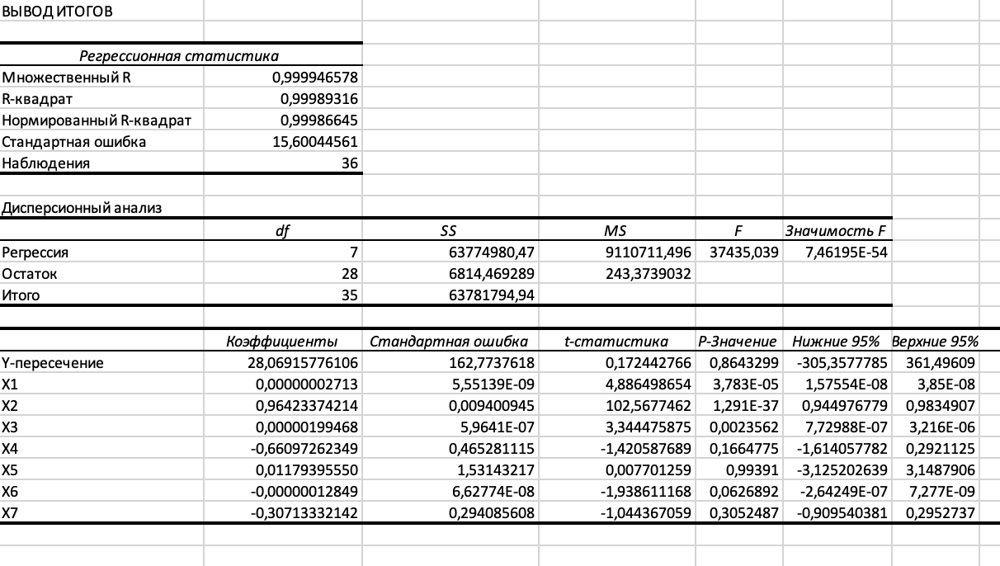 ВЫВОД ИТОГОВ
Регрессионная статистика
Множественный R 0,999946578
R-квадрат 0,99989316
Нормированный R-квадрат 0,99986645
Стандартная ошибка 15,60044561
Наблюдения 36
Дисперсионный анализ
df SS MS F Значимость F
Регрессия 7 63774980,47 9110711,496 37435,039 7,46195E-54
Остаток 28 6814,469289 243,3739032
Итого 35 63781794,94
Коэффициенты Стандартная ошибка t-статистика P-Значение Нижние 95% Верхние 95%
Y-пересечение 28,06915776106 162,7737618 0,172442766 0,8643299 -305,3577785 361,49609
X1 0,00000002713 5,55139E-09 4,886498654 3,783E-05 1,57554E-08 3,85E-08
X2 0,96423374214 0,009400945 102,5677462 1,291E-37 0,944976779 0,9834907
X3 0,00000199468 5,9641E-07 3,344475875 0,0023562 7,72988E-07 3,216E-06
X4 -0,66097262349 0,465281115 -1,420587689 0,1664775 -1,614057782 0,2921125
X5 0,01179395550 1,53143217 0,007701259 0,99391 -3,125202639 3,1487906
X6 -0,00000012849 6,62774E-08 -1,938611168 0,0626892 -2,64249E-07 7,277E-09
X7 -0,30713332142 0,294085608 -1,044367059 0,3052487 -0,909540381 0,2952737